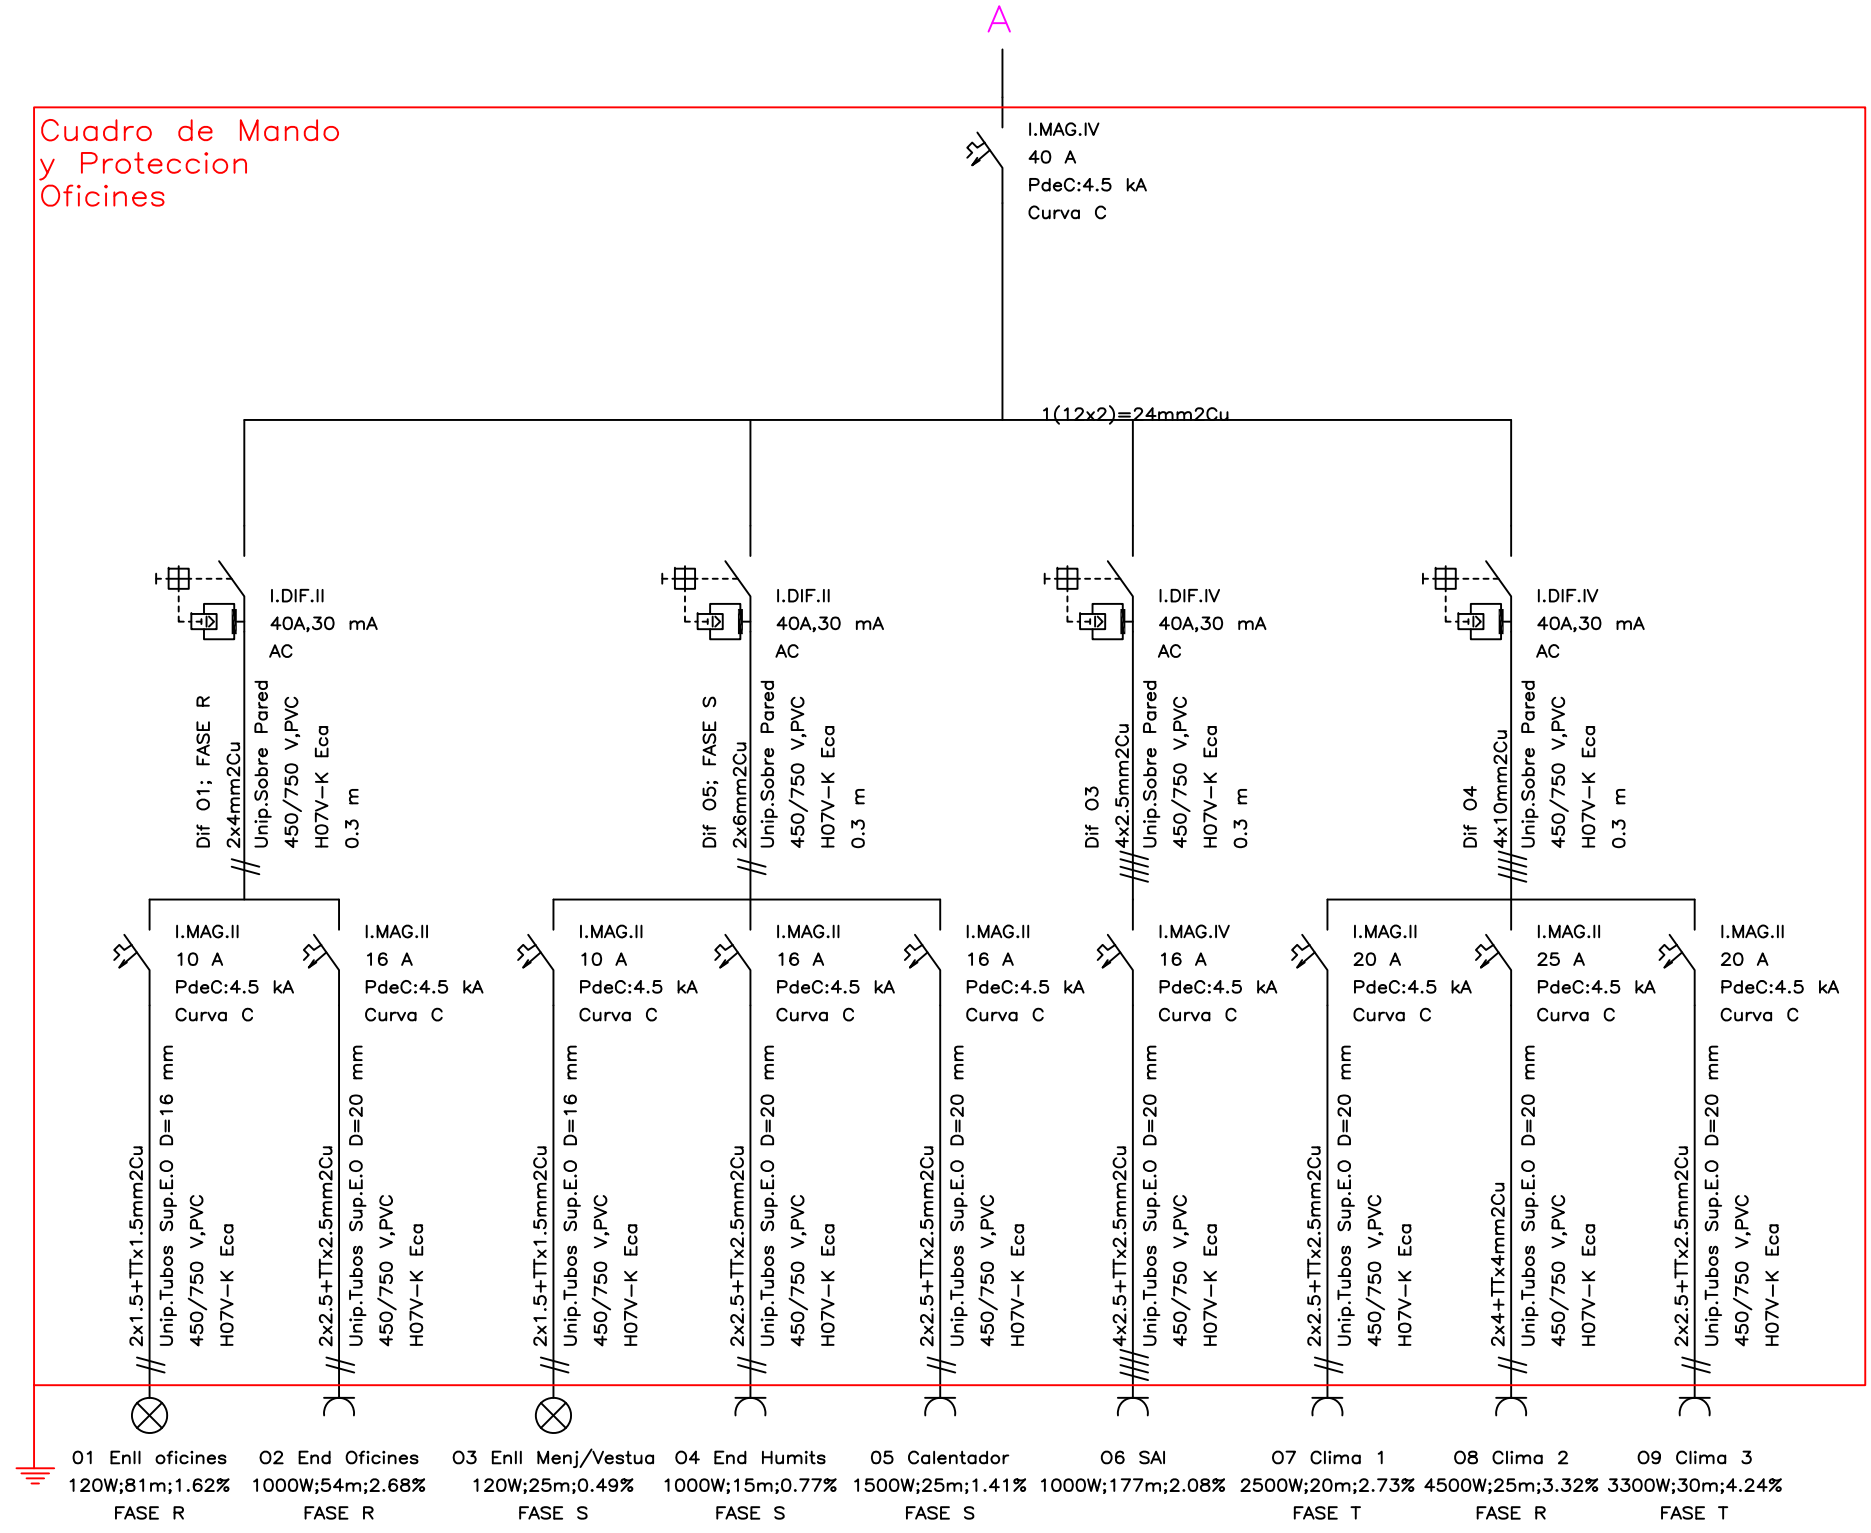 A
Cuadro de Mando
y Proteccion
Oficines
I.MAG.IV
40 A
PdeC:4.5 kA
Curva C
1(12x2)=24mm2Cu
I.DIF.II
40A,30 mA
AC
Dif O1; FASE R
2x4mm2Cu
Unip.Sobre Pared
450/750 V,PVC
H07V-K Eca
0.3 m
I.DIF.II
40A,30 mA
AC
Dif O5; FASE S
2x6mm2Cu
Unip.Sobre Pared
450/750 V,PVC
H07V-K Eca
0.3 m
I.DIF.IV
40A,30 mA
AC
Dif O3
4x2.5mm2Cu
Unip.Sobre Pared
450/750 V,PVC
H07V-K Eca
0.3 m
I.DIF.IV
40A,30 mA
AC
Dif O4
4x10mm2Cu
Unip.Sobre Pared
450/750 V,PVC
H07V-K Eca
0.3 m
I.MAG.II
10 A
PdeC:4.5 kA
Curva C
2x1.5+TTx1.5mm2Cu
Unip.Tubos Sup.E.O D=16 mm
450/750 V,PVC
H07V-K Eca
O1 Enll oficines
120W;81m;1.62%
FASE R
I.MAG.II
16 A
PdeC:4.5 kA
Curva C
2x2.5+TTx2.5mm2Cu
Unip.Tubos Sup.E.O D=20 mm
450/750 V,PVC
H07V-K Eca
O2 End Oficines
1000W;54m;2.68%
FASE R
I.MAG.II
10 A
PdeC:4.5 kA
Curva C
2x1.5+TTx1.5mm2Cu
Unip.Tubos Sup.E.O D=16 mm
450/750 V,PVC
H07V-K Eca
O3 Enll Menj/Vestua
120W;25m;0.49%
FASE S
I.MAG.II
16 A
PdeC:4.5 kA
Curva C
2x2.5+TTx2.5mm2Cu
Unip.Tubos Sup.E.O D=20 mm
450/750 V,PVC
H07V-K Eca
O4 End Humits
1000W;15m;0.77%
FASE S
I.MAG.II
16 A
PdeC:4.5 kA
Curva C
2x2.5+TTx2.5mm2Cu
Unip.Tubos Sup.E.O D=20 mm
450/750 V,PVC
H07V-K Eca
O5 Calentador
1500W;25m;1.41%
FASE S
I.MAG.IV
16 A
PdeC:4.5 kA
Curva C
4x2.5+TTx2.5mm2Cu
Unip.Tubos Sup.E.O D=20 mm
450/750 V,PVC
H07V-K Eca
O6 SAI
1000W;177m;2.08%
I.MAG.II
20 A
PdeC:4.5 kA
Curva C
2x2.5+TTx2.5mm2Cu
Unip.Tubos Sup.E.O D=20 mm
450/750 V,PVC
H07V-K Eca
O7 Clima 1
2500W;20m;2.73%
FASE T
I.MAG.II
25 A
PdeC:4.5 kA
Curva C
2x4+TTx4mm2Cu
Unip.Tubos Sup.E.O D=20 mm
450/750 V,PVC
H07V-K Eca
O8 Clima 2
4500W;25m;3.32%
FASE R
I.MAG.II
20 A
PdeC:4.5 kA
Curva C
2x2.5+TTx2.5mm2Cu
Unip.Tubos Sup.E.O D=20 mm
450/750 V,PVC
H07V-K Eca
O9 Clima 3
3300W;30m;4.24%
FASE T